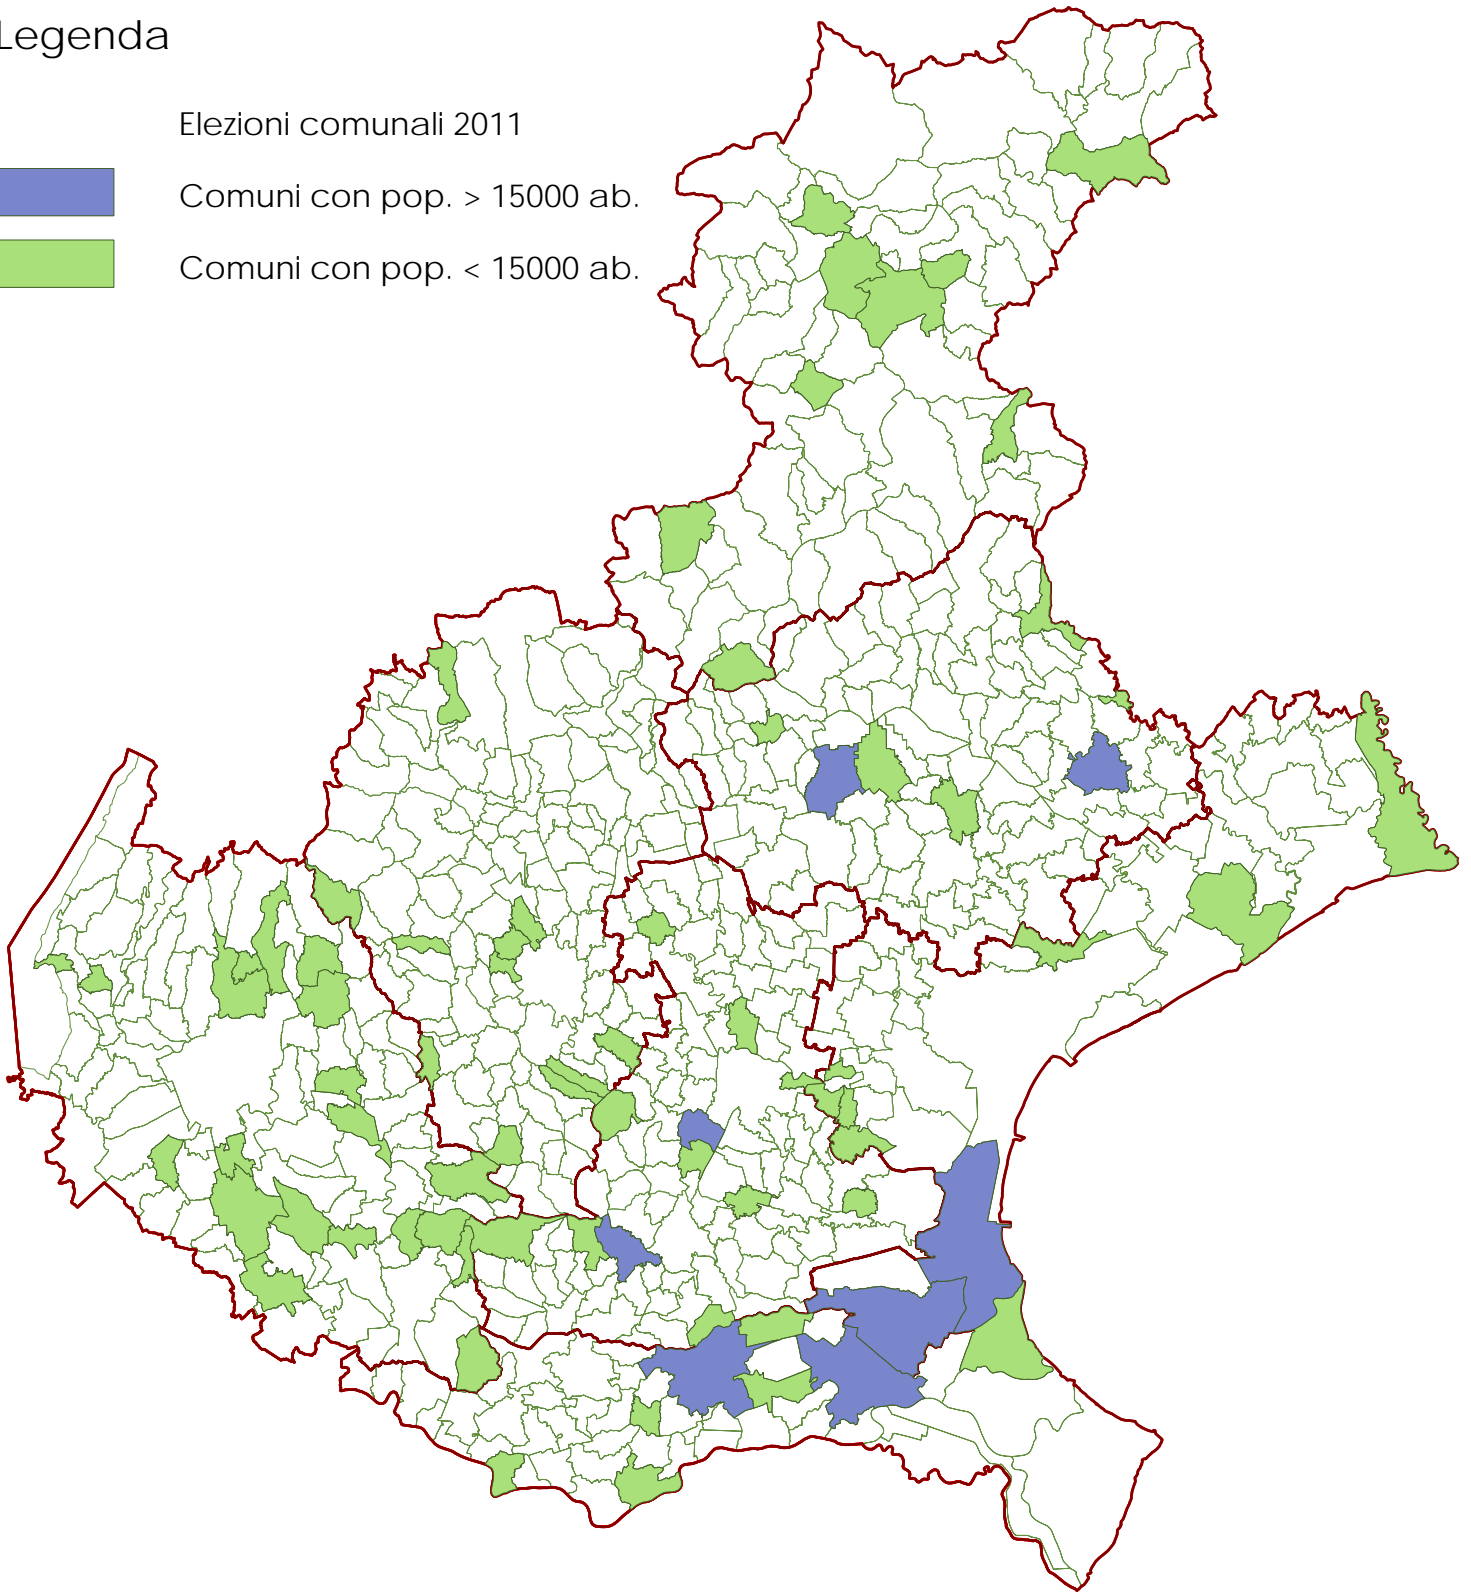 Legenda
Elezioni comunali 2011
Comuni con pop. > 15000 ab.
Comuni con pop. < 15000 ab.